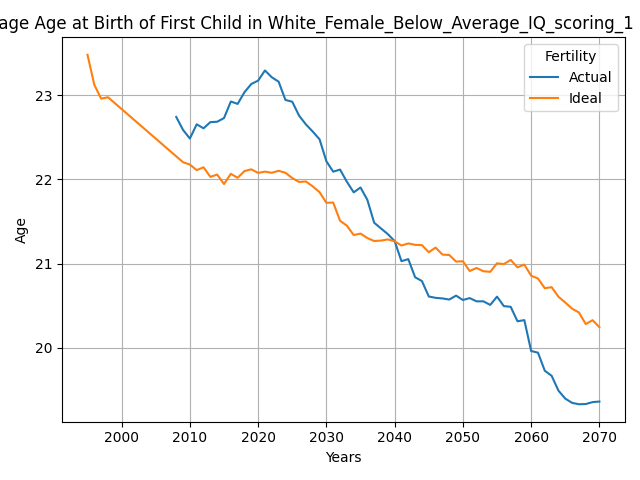 Age at Birth of First Child in White_Female_Below_Average_IQ_scoring_1
Fertility
Actual
Ideal
23
22
21
20
Age
2000 2010 2020 2030 2040 2050 2060 2070
Years